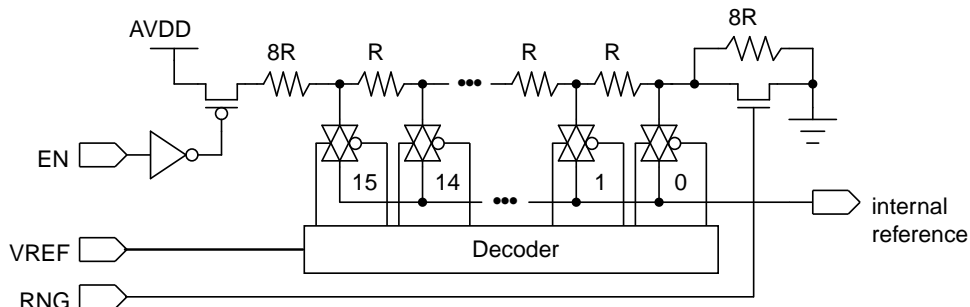 AVDD
8R
R
R
R
8R
EN
15
14
1
0
internal
reference
VREF
Decoder
RNG